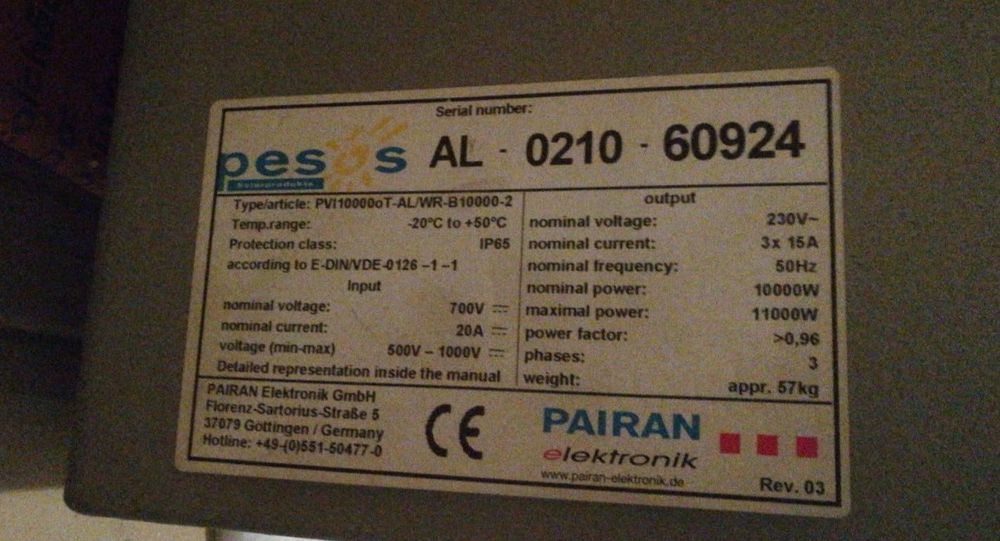 Serial number:
pesos
Solarprodukte
AL - 0210 - 60924
Type/article: PVI10000oT-AL/WR-B10000-2
Temp.range: -20°C to +50°C
Protection class: IP65
according to E-DIN/VDE-0126 –1 –1
Input
nominal voltage: 700V ⎓
nominal current: 20A ⎓
voltage (min-max) 500V – 1000V ⎓
Detailed representation inside the manual
output
nominal voltage: 230V~
nominal current: 3x 15A
nominal frequency: 50Hz
nominal power: 10000W
maximal power: 11000W
power factor: >0,96
phases: 3
weight: appr. 57kg
PAIRAN Elektronik GmbH
Florenz-Sartorius-Straße 5
37079 Göttingen / Germany
Hotline: +49-(0)551-50477-0
CE
PAIRAN
elektronik
www.pairan-elektronik.de
Rev. 03